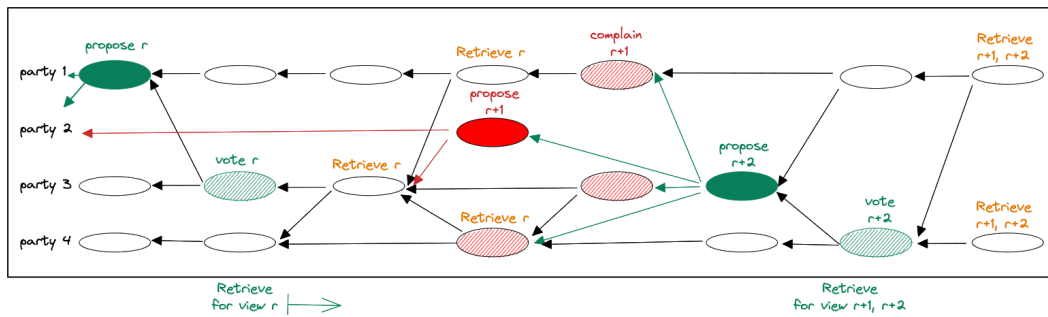 propose r
complain
r+1
Retrieve r
Retrieve
r+1, r+2
party 1
propose
r+1
party 2
propose
r+2
vote r
Retrieve r
party 3
vote
r+2
Retrieve
r+1, r+2
Retrieve r
party 4
Retrieve
for view r
Retrieve
for view r+1, r+2